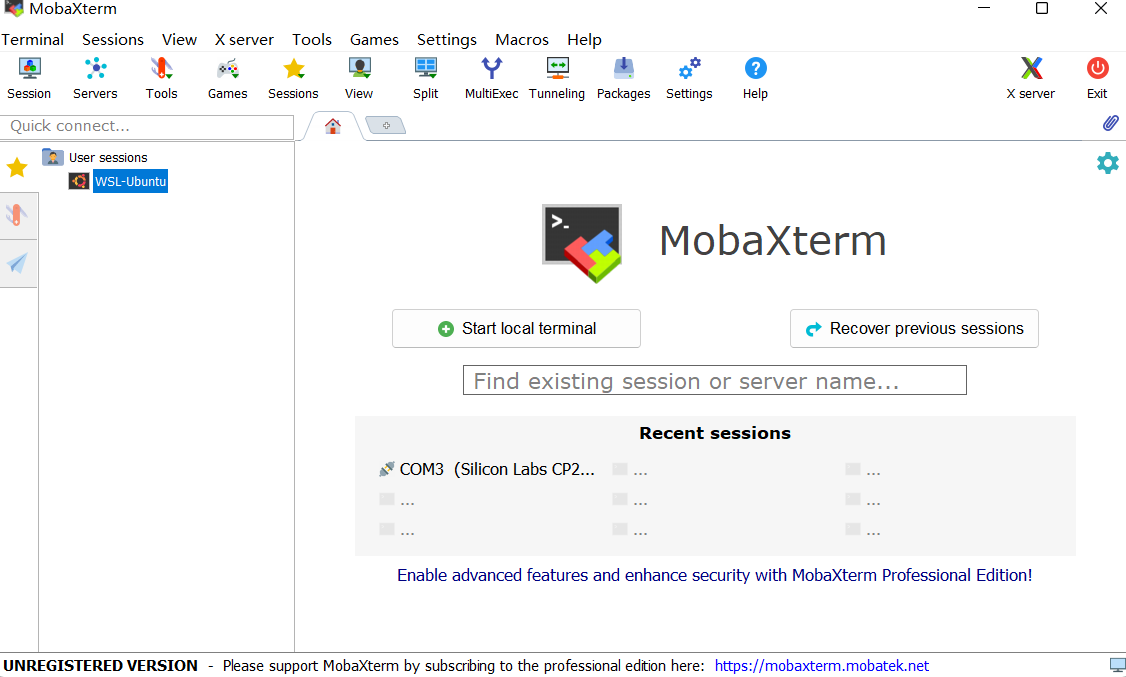 MobaXterm
Terminal Sessions View X server Tools Games Settings Macros Help
Session Servers Tools Games Sessions View Split MultiExec Tunneling Packages Settings Help X server Exit
Quick connect...
User sessions
WSL-Ubuntu
>_
MobaXterm
Start local terminal Recover previous sessions
Find existing session or server name...
Recent sessions
COM3 (Silicon Labs CP2... ... ...
... ... ...
... ... ...
Enable advanced features and enhance security with MobaXterm Professional Edition!
UNREGISTERED VERSION - Please support MobaXterm by subscribing to the professional edition here: https://mobaxterm.mobatek.net